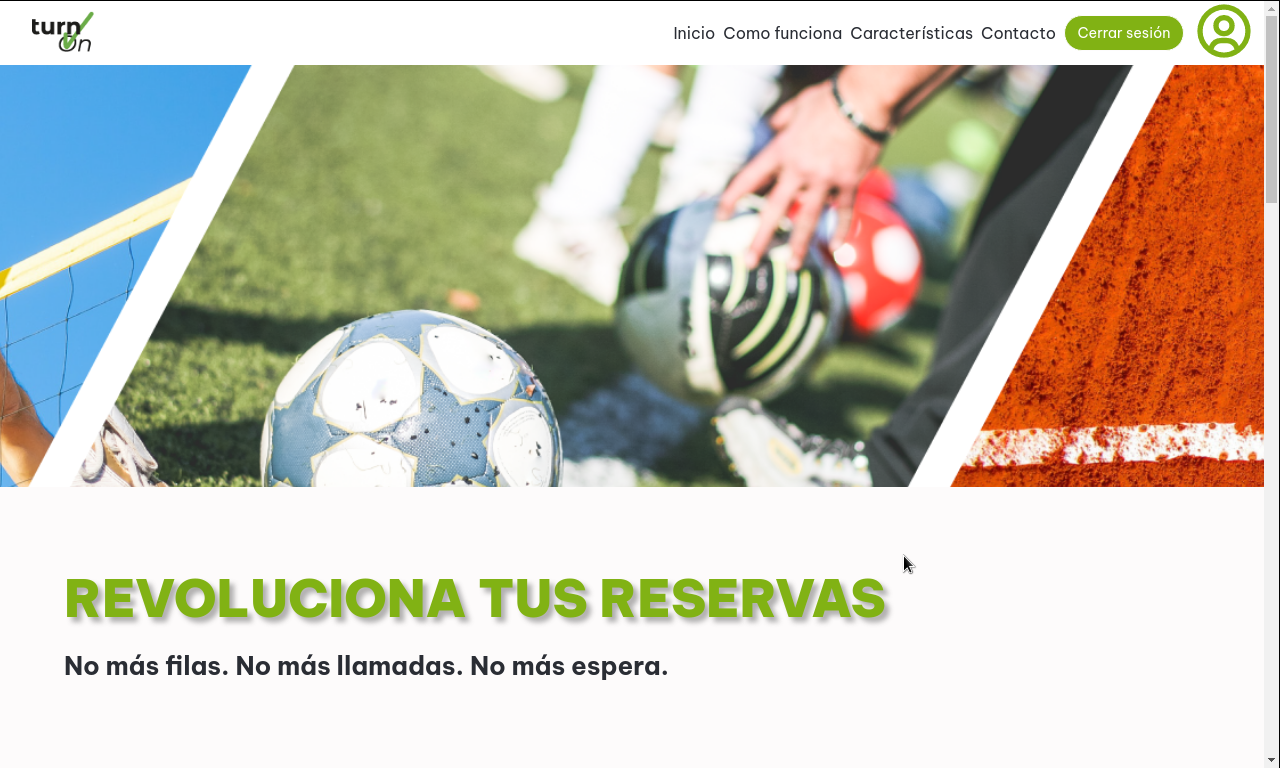 turn
On
Inicio Como funciona Características Contacto Cerrar sesión
REVOLUCIONA TUS RESERVAS
No más filas. No más llamadas. No más espera.